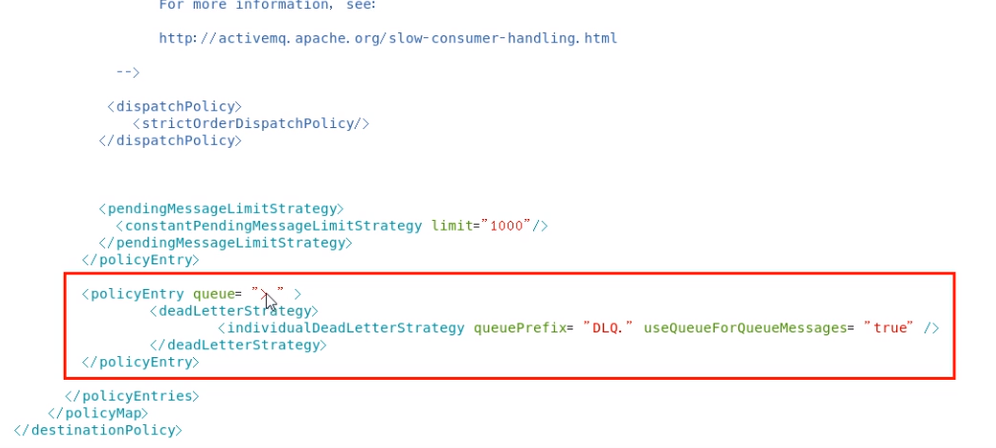 For more information, see:
http://activemq.apache.org/slow-consumer-handling.html
-->
<dispatchPolicy>
<strictOrderDispatchPolicy/>
</dispatchPolicy>
<pendingMessageLimitStrategy>
<constantPendingMessageLimitStrategy limit="1000"/>
</pendingMessageLimitStrategy>
</policyEntry>
<policyEntry queue= ">" >
<deadLetterStrategy>
<individualDeadLetterStrategy queuePrefix= "DLQ." useQueueForQueueMessages= "true" />
</deadLetterStrategy>
</policyEntry>
</policyEntries>
</policyMap>
</destinationPolicy>